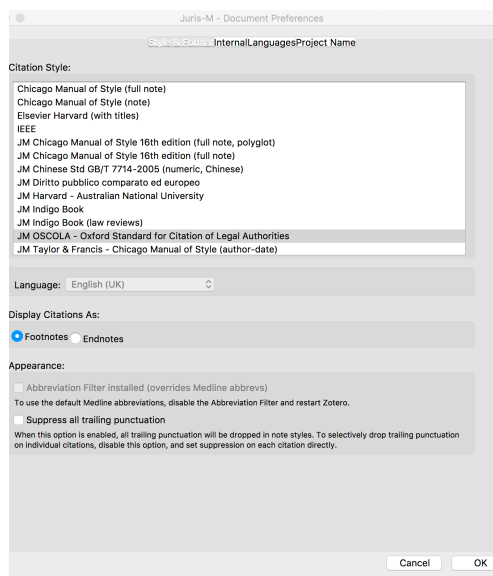 Juris-M - Document Preferences
Style & Format Internal Languages Project Name
Citation Style:
Chicago Manual of Style (full note)
Chicago Manual of Style (note)
Elsevier Harvard (with titles)
IEEE
JM Chicago Manual of Style 16th edition (full note, polyglot)
JM Chicago Manual of Style 16th edition (full note)
JM Chinese Std GB/T 7714-2005 (numeric, Chinese)
JM Diritto pubblico comparato ed europeo
JM Harvard - Australian National University
JM Indigo Book
JM Indigo Book (law reviews)
JM OSCOLA - Oxford Standard for Citation of Legal Authorities
JM Taylor & Francis - Chicago Manual of Style (author-date)
Language: English (UK)
Display Citations As:
Footnotes Endnotes
Appearance:
Abbreviation Filter installed (overrides Medline abbrevs)
To use the default Medline abbreviations, disable the Abbreviation Filter and restart Zotero.
Suppress all trailing punctuation
When this option is enabled, all trailing punctuation will be dropped in note styles. To selectively drop trailing punctuation
on individual citations, disable this option, and set suppression on each citation directly.
Cancel OK